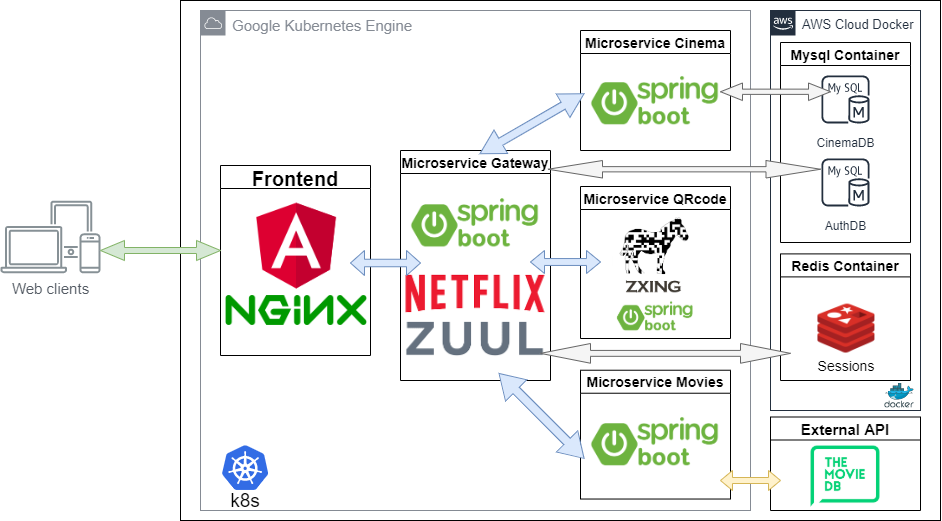 Google Kubernetes Engine
aws
AWS Cloud Docker
Microservice Cinema
spring
boot
Mysql Container
My SQL
M
CinemaDB
My SQL
M
AuthDB
Microservice Gateway
spring
boot
NETFLIX
ZUUL
Frontend
A
NGINX
Web clients
Microservice QRcode
ZXING
spring
boot
Redis Container
Sessions
docker
Microservice Movies
spring
boot
External API
THE
MOVIE
DB
k8s